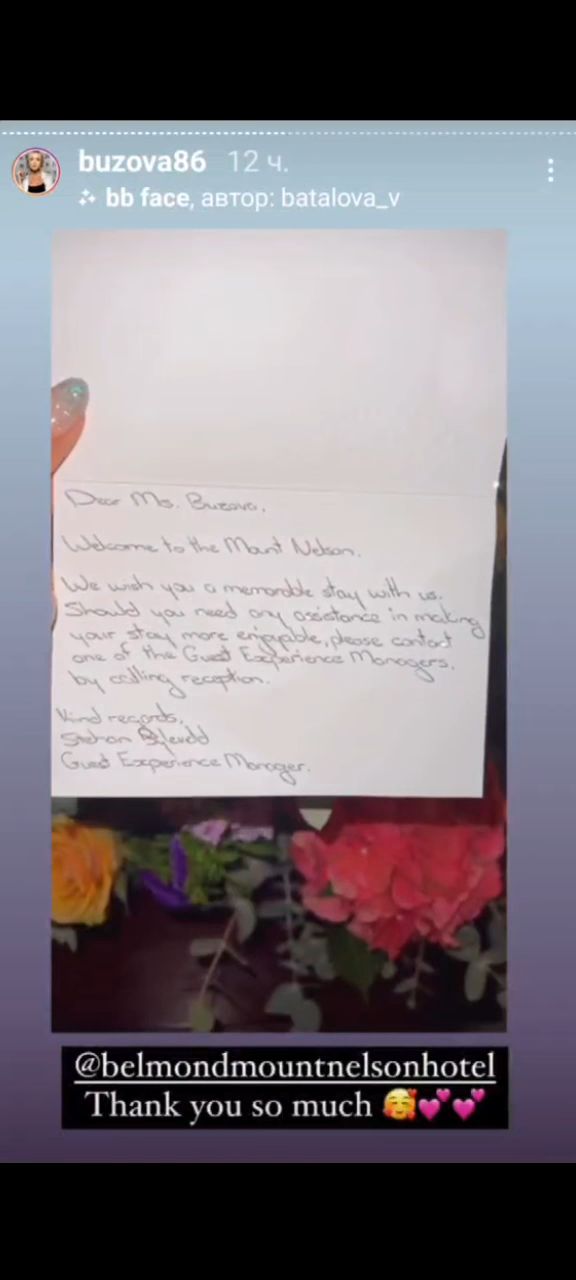 buzova86 12 ч.
bb face, автор: batalova_v
Dear Ms. Buzova.
Welcome to the Mount Nelson.
We wish you a memorable stay with us.
Should you need any assistance in making
your stay more enjoyable, please contact
one of the Guest Experience Managers.
by calling reception.
Kind regards,
Guest Experience Manager.
@belmondmountnelsonhotel
Thank you so much 🥰💕💕